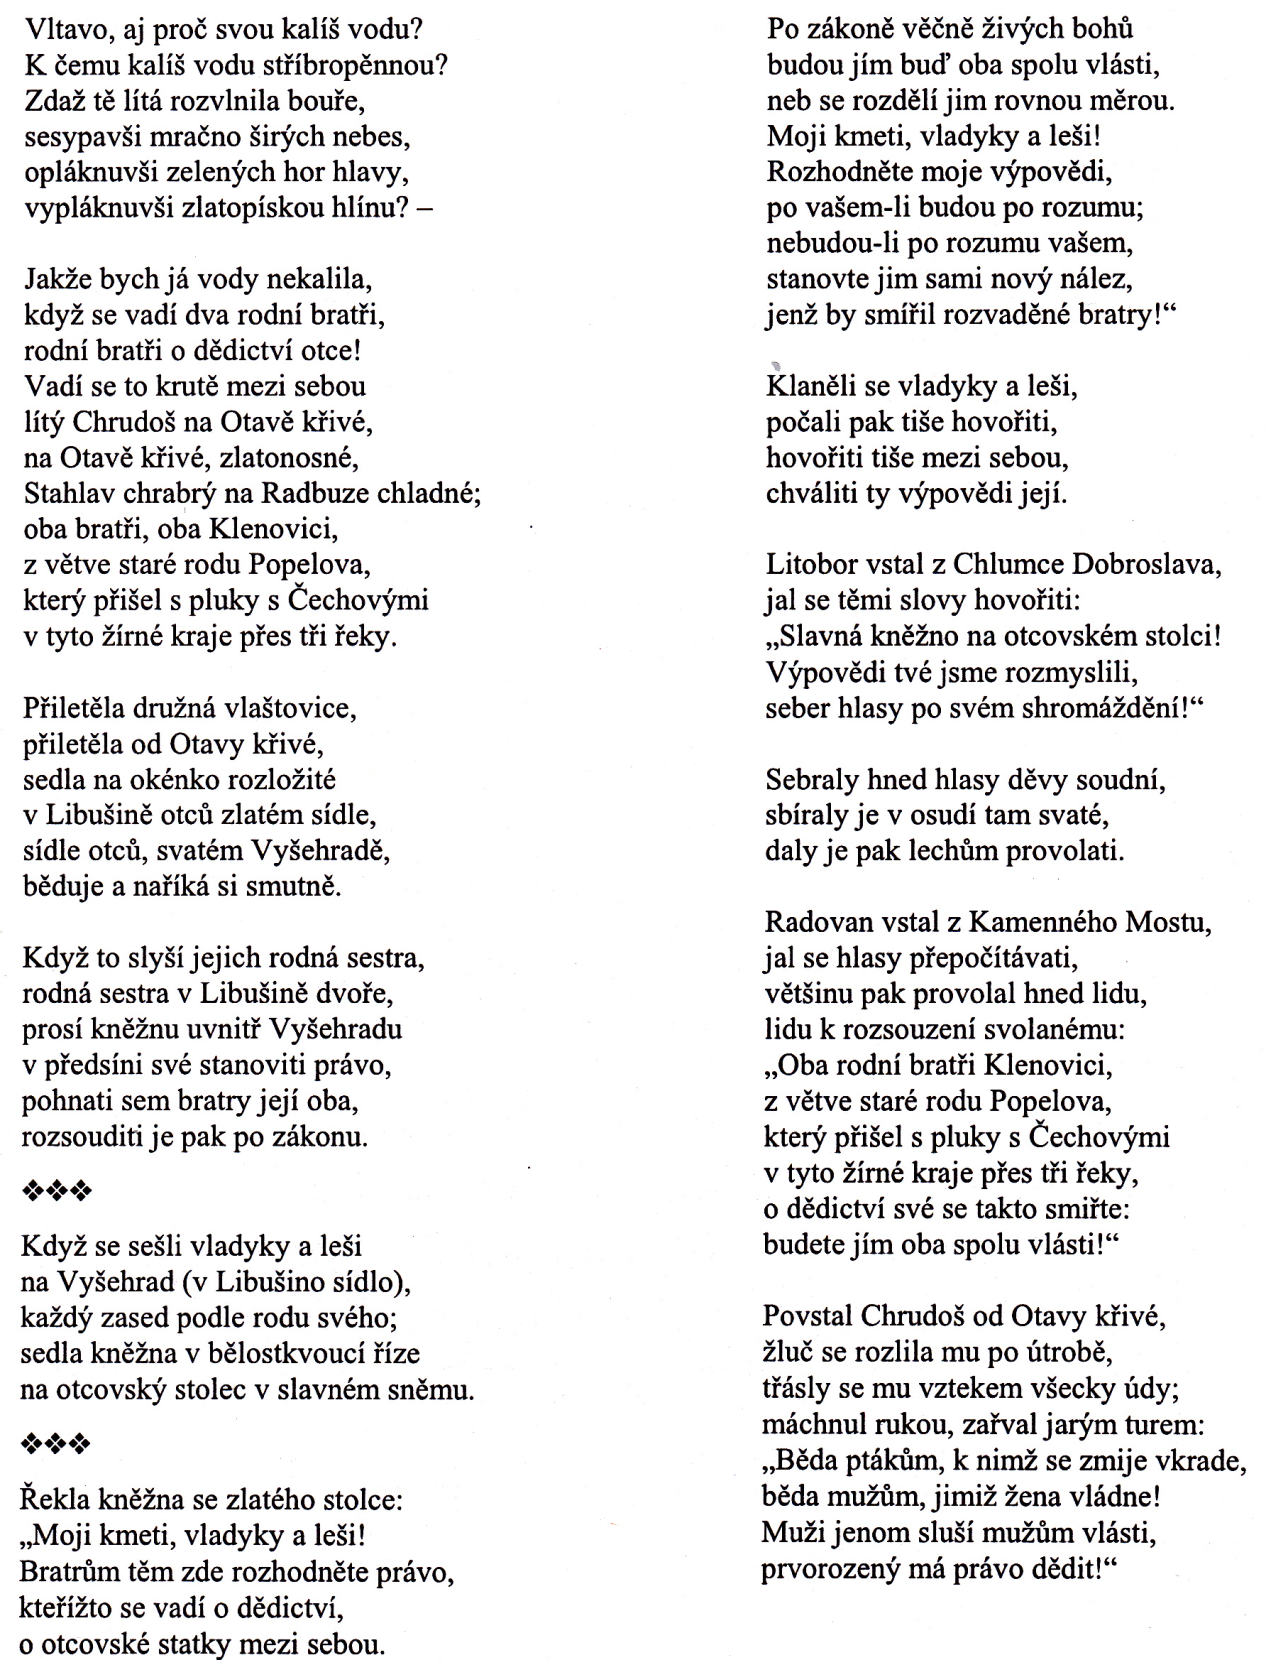 Vltavo, aj proč svou kalíš vodu?
K čemu kalíš vodu stříbropěnnou?
Zdaž tě lítá rozvlnila bouře,
sesypavši mračno širých nebes,
opláknuvši zelených hor hlavy,
vypláknuvši zlatopískou hlínu? –

Jakže bych já vody nekalila,
když se vadí dva rodní bratři,
rodní bratři o dědictví otce!
Vadí se to krutě mezi sebou
lítý Chrudoš na Otavě křivé,
na Otavě křivé, zlatonosné,
Stahlav chrabrý na Radbuze chladné;
oba bratři, oba Klenovici,
z větve staré rodu Popelova,
který přišel s pluky s Čechovými
v tyto žírné kraje přes tři řeky.

Přiletěla družná vlaštovice,
přiletěla od Otavy křivé,
sedla na okénko rozložité
v Libušině otců zlatém sídle,
sídle otců, svatém Vyšehradě,
běduje a naříká si smutně.

Když to slyší jejich rodná sestra,
rodná sestra v Libušině dvoře,
prosí kněžnu uvnitř Vyšehradu
v předsíni své stanoviti právo,
pohnati sem bratry její oba,
rozsouditi je pak po zákonu.

❖❖❖

Když se sešli vladyky a leši
na Vyšehrad (v Libušino sídlo),
každý zased podle rodu svého;
sedla kněžna v bělostkvoucí říze
na otcovský stolec v slavném sněmu.

❖❖❖

Řekla kněžna se zlatého stolce:
„Moji kmeti, vladyky a leši!
Bratrům těm zde rozhodněte právo,
kteřížto se vadí o dědictví,
o otcovské statky mezi sebou.

Po zákoně věčně živých bohů
budou jím buď oba spolu vlásti,
neb se rozdělí jim rovnou měrou.
Moji kmeti, vladyky a leši!
Rozhodněte moje výpovědi,
po vašem-li budou po rozumu;
nebudou-li po rozumu vašem,
stanovte jim sami nový nález,
jenž by smířil rozvaděné bratry!“

Klaněli se vladyky a leši,
počali pak tiše hovořiti,
hovořiti tiše mezi sebou,
chváliti ty výpovědi její.

Litobor vstal z Chlumce Dobroslava,
jal se těmi slovy hovořiti:
„Slavná kněžno na otcovském stolci!
Výpovědi tvé jsme rozmyslili,
seber hlasy po svém shromáždění!“

Sebraly hned hlasy děvy soudní,
sbíraly je v osudí tam svaté,
daly je pak lechům provolati.

Radovan vstal z Kamenného Mostu,
jal se hlasy přepočítávati,
většinu pak provolal hned lidu,
lidu k rozsouzení svolanému:
„Oba rodní bratři Klenovici,
z větve staré rodu Popelova,
který přišel s pluky s Čechovými
v tyto žírné kraje přes tři řeky,
o dědictví své se takto smiřte:
budete jím oba spolu vlásti!“

Povstal Chrudoš od Otavy křivé,
žluč se rozlila mu po útrobě,
třásly se mu vztekem všecky údy;
máchnul rukou, zařval jarým turem:
„Běda ptákům, k nimž se zmije vkrade,
běda mužům, jimiž žena vládne!
Muži jenom sluší mužům vlásti,
prvorozený má právo dědit!“